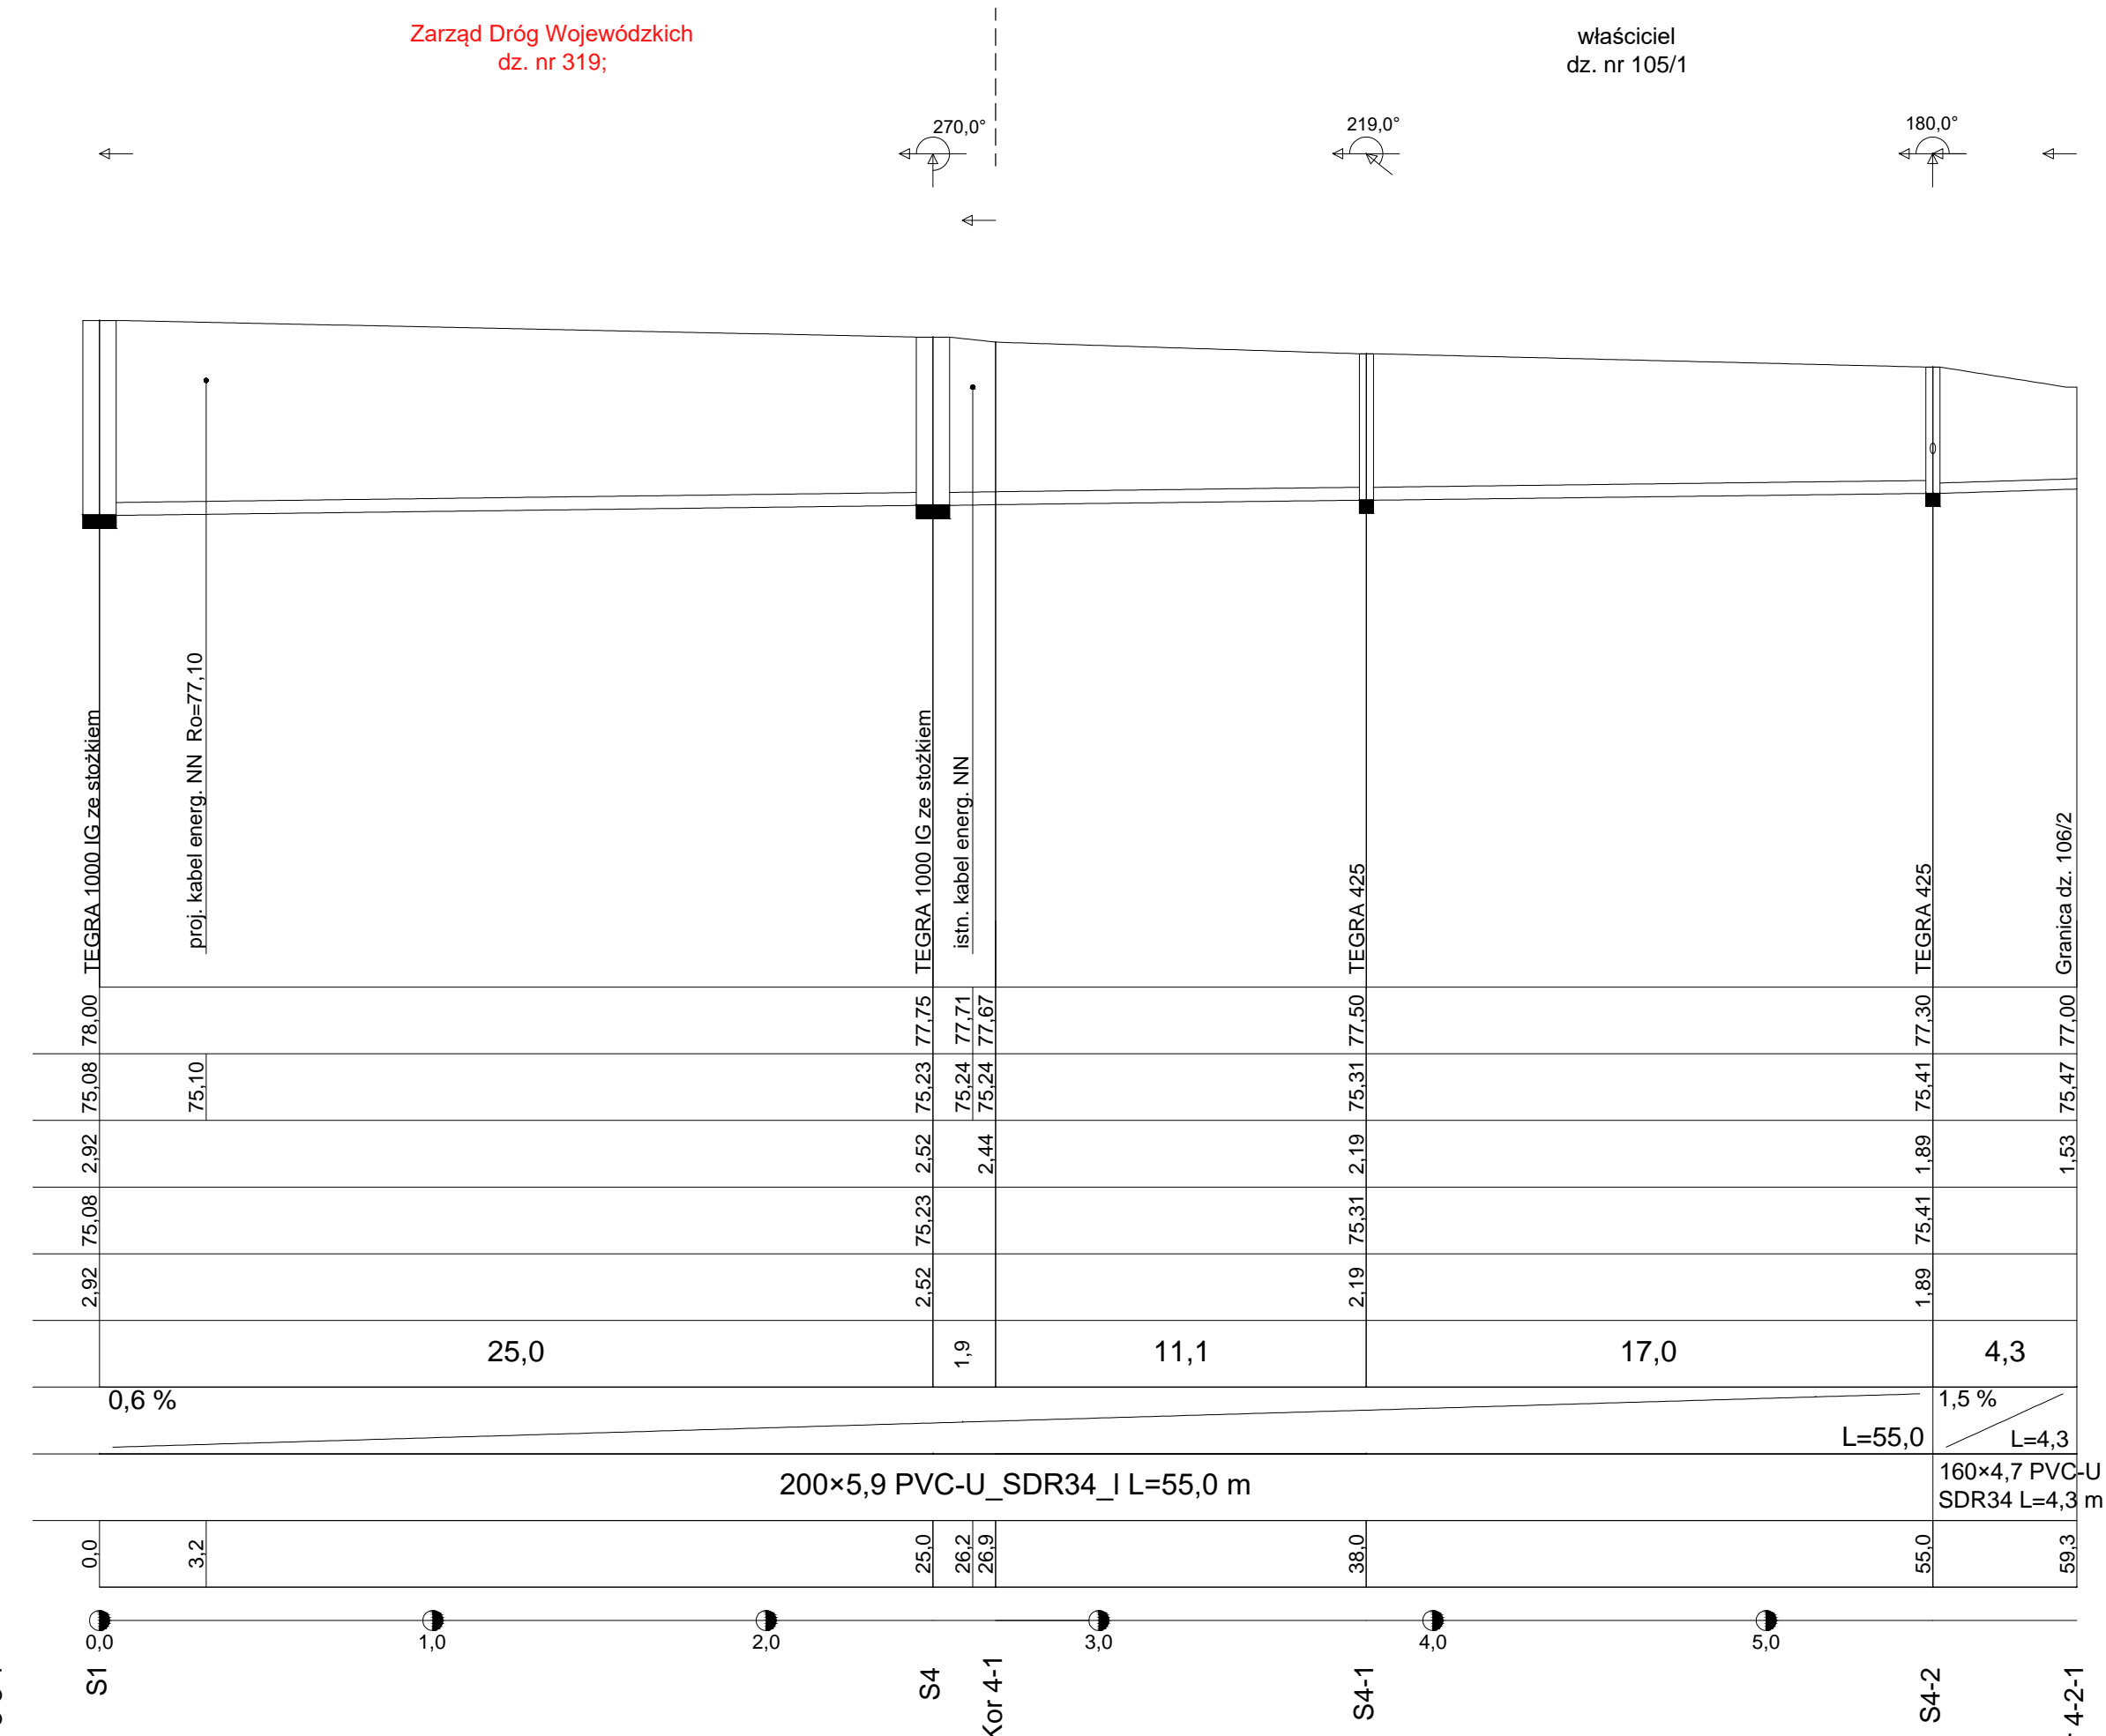 Zarząd Dróg Wojewódzkich
dz. nr 319;
właściciel
dz. nr 105/1
270,0°
219,0°
180,0°
TEGRA 1000 IG ze stożkiem
proj. kabel energ. NN Ro=77,10
TEGRA 1000 IG ze stożkiem
istn. kabel energ. NN
TEGRA 425
TEGRA 425
Granica dz. 106/2
78,00 77,75 77,71 77,67 77,50 77,30 77,00
75,08 75,10 75,23 75,24 75,24 75,31 75,41 75,47
2,92 2,52 2,44 2,19 1,89 1,53
75,08 75,23 75,31 75,41
2,92 2,52 2,19 1,89
25,0 1,9 11,1 17,0 4,3
0,6 % L=55,0 1,5 % L=4,3
200×5,9 PVC-U_SDR34_l L=55,0 m
160×4,7 PVC-U
SDR34 L=4,3 m
0,0 3,2 25,0 26,2 26,9 38,0 55,0 59,3
0,0 1,0 2,0 3,0 4,0 5,0
S1 S4 Kor 4-1 S4-1 S4-2 4-2-1